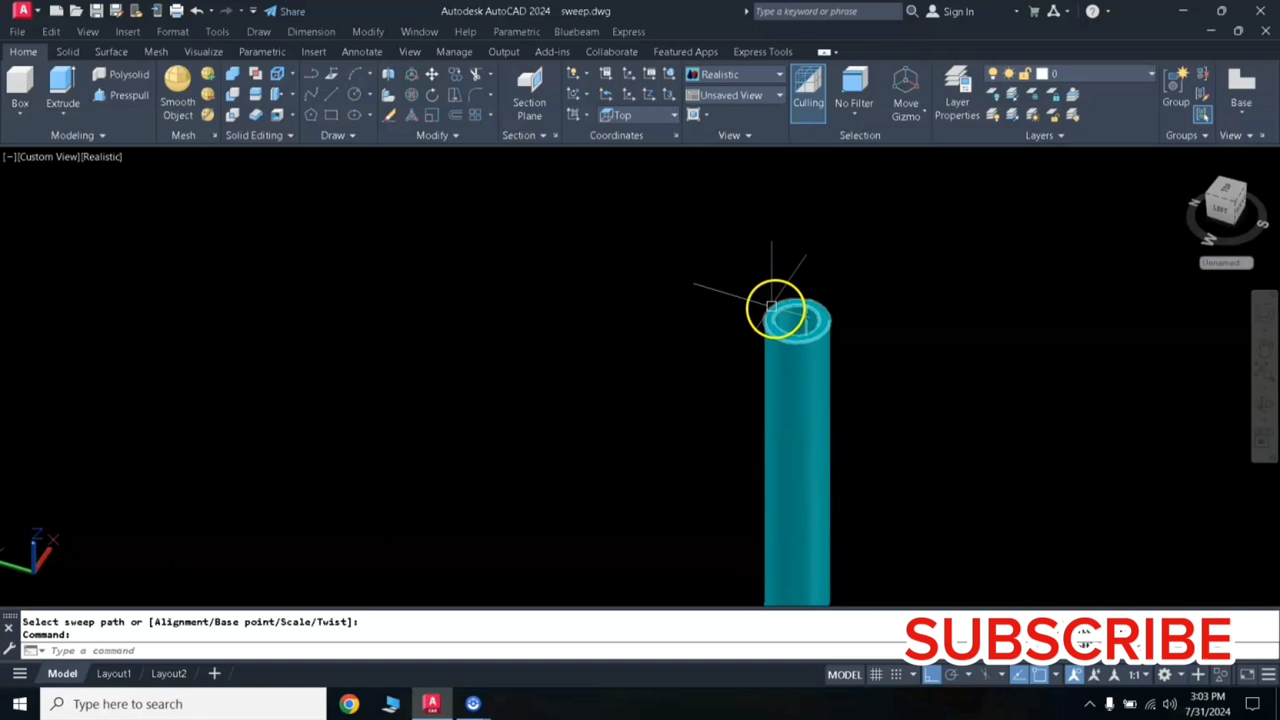 Share
Autodesk AutoCAD 2024 sweep.dwg
Type a keyword or phrase
Sign In
File Edit View Insert Format Tools Draw Dimension Modify Window Help Parametric Bluebeam Express
Home Solid Surface Mesh Visualize Parametric Insert Annotate View Manage Output Add-ins Collaborate Featured Apps Express Tools
Polysolid
Realistic
0
Presspull
Unsaved View
Box
Extrude
Smooth
Object
Section
Plane
Top
Culling
No Filter
Move
Gizmo
Layer
Properties
Group
Base
Modeling
Mesh
Solid Editing
Draw
Modify
Section
Coordinates
View
Selection
Layers
Groups
View
[−][Custom View][Realistic]
TOP
LEFT
N
S
W
Unnamed
Z
X
Select sweep path or [Alignment/Base point/Scale/Twist]:
Command:
Type a command
SUBSCRIBE
Model Layout1 Layout2
MODEL
1:1
Type here to search
3:03 PM
7/31/2024